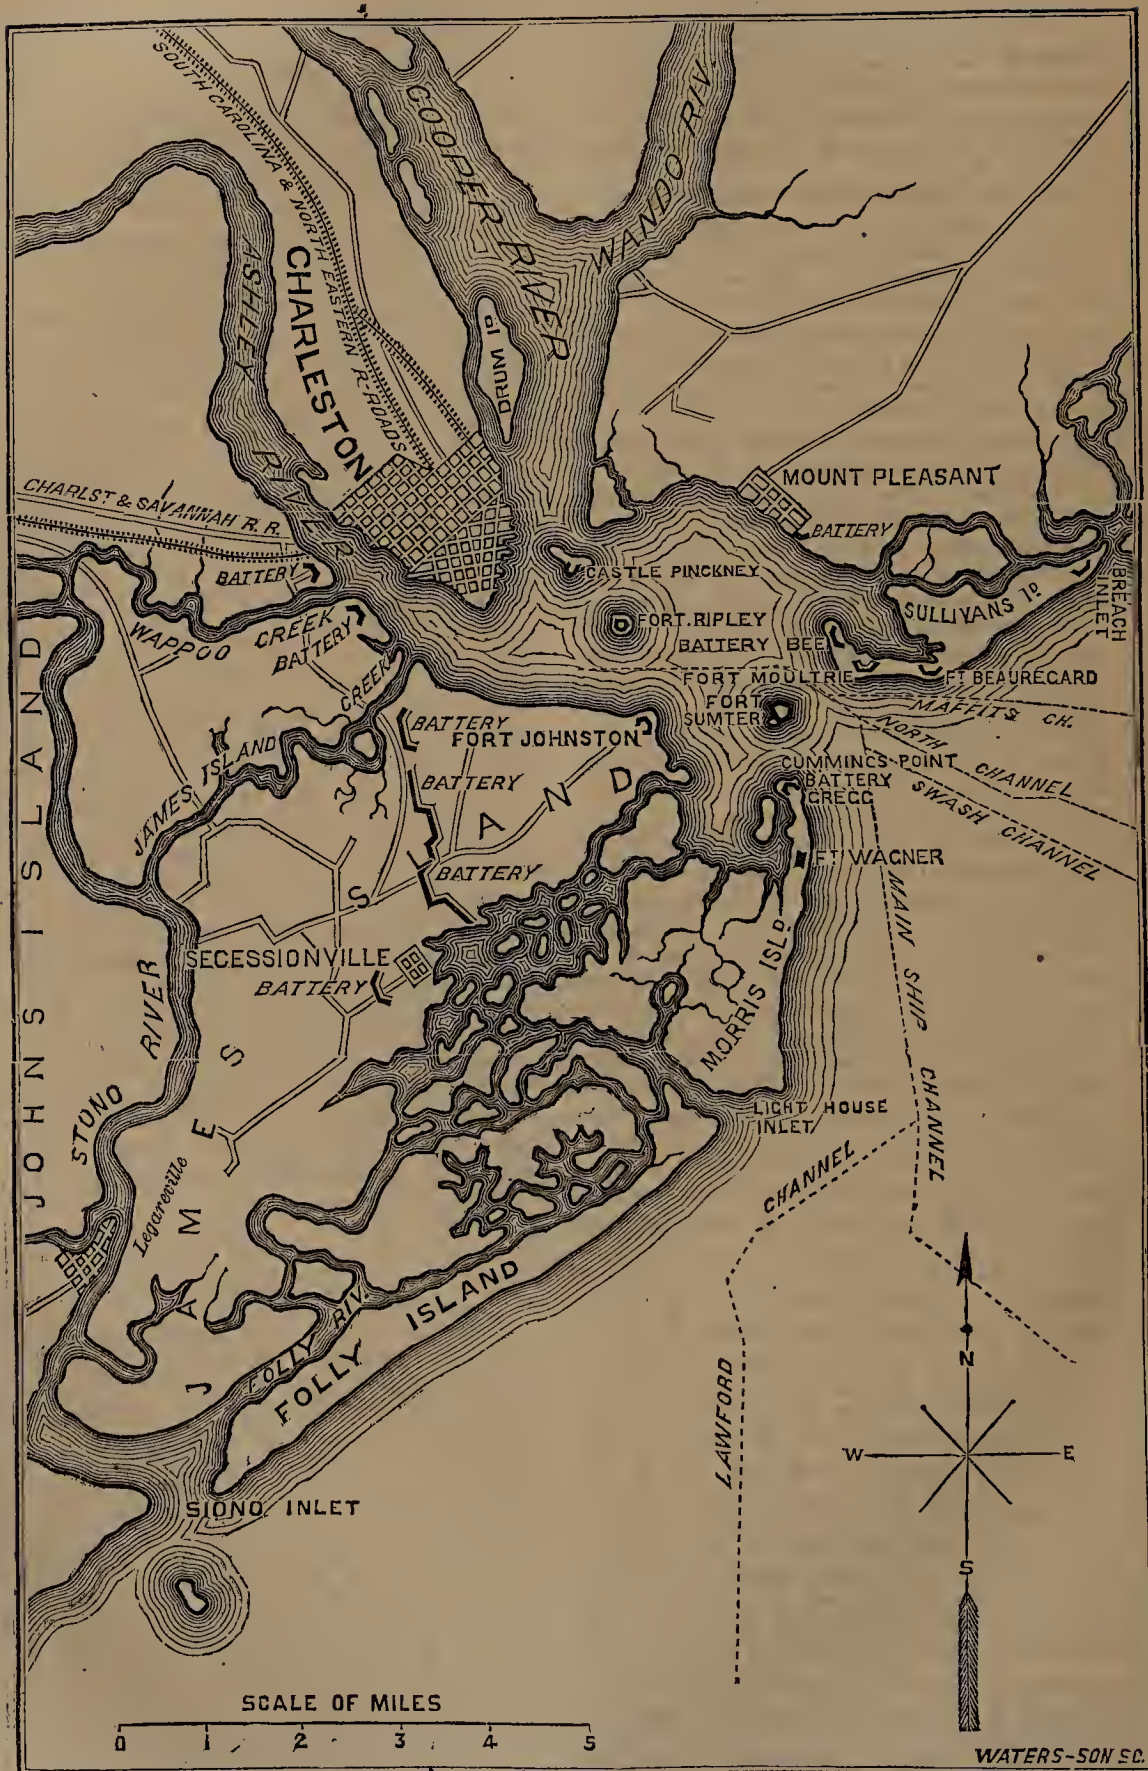 SOUTH CAROLINA & NORTH EASTERN R-ROADS
COOPER RIVER
WANDO RIV.
ASHLEY RIVER
CHARLESTON
DRUM ID
MOUNT PLEASANT
BATTERY
CHARLST & SAVANNAH R.R.
BATTERY
CASTLE PINCKNEY
SULLIVANS ID
BREACH INLET
WAPPOO CREEK
BATTERY
FORT RIPLEY
BATTERY BEE
FORT MOULTRIE
FT BEAUREGARD
FORT
SUMTER
MAFFITS CH.
NORTH CHANNEL
SWASH CHANNEL
JAMES ISLAND CREEK
BATTERY
FORT JOHNSTON
CUMMINGS-POINT
BATTERY
GREGG
BATTERY
FT WAGNER
BATTERY
MAIN SHIP CHANNEL
JOHNS ISLAND
SECESSIONVILLE
BATTERY
MORRIS ISLD
STONO RIVER
JAMES ISLAND
LIGHT HOUSE
INLET
LAWFORD CHANNEL
Legareville
FOLLY RIV.
FOLLY ISLAND
SIONO INLET
N
W E
S
SCALE OF MILES
0 1 2 3 4 5
WATERS-SON SC.